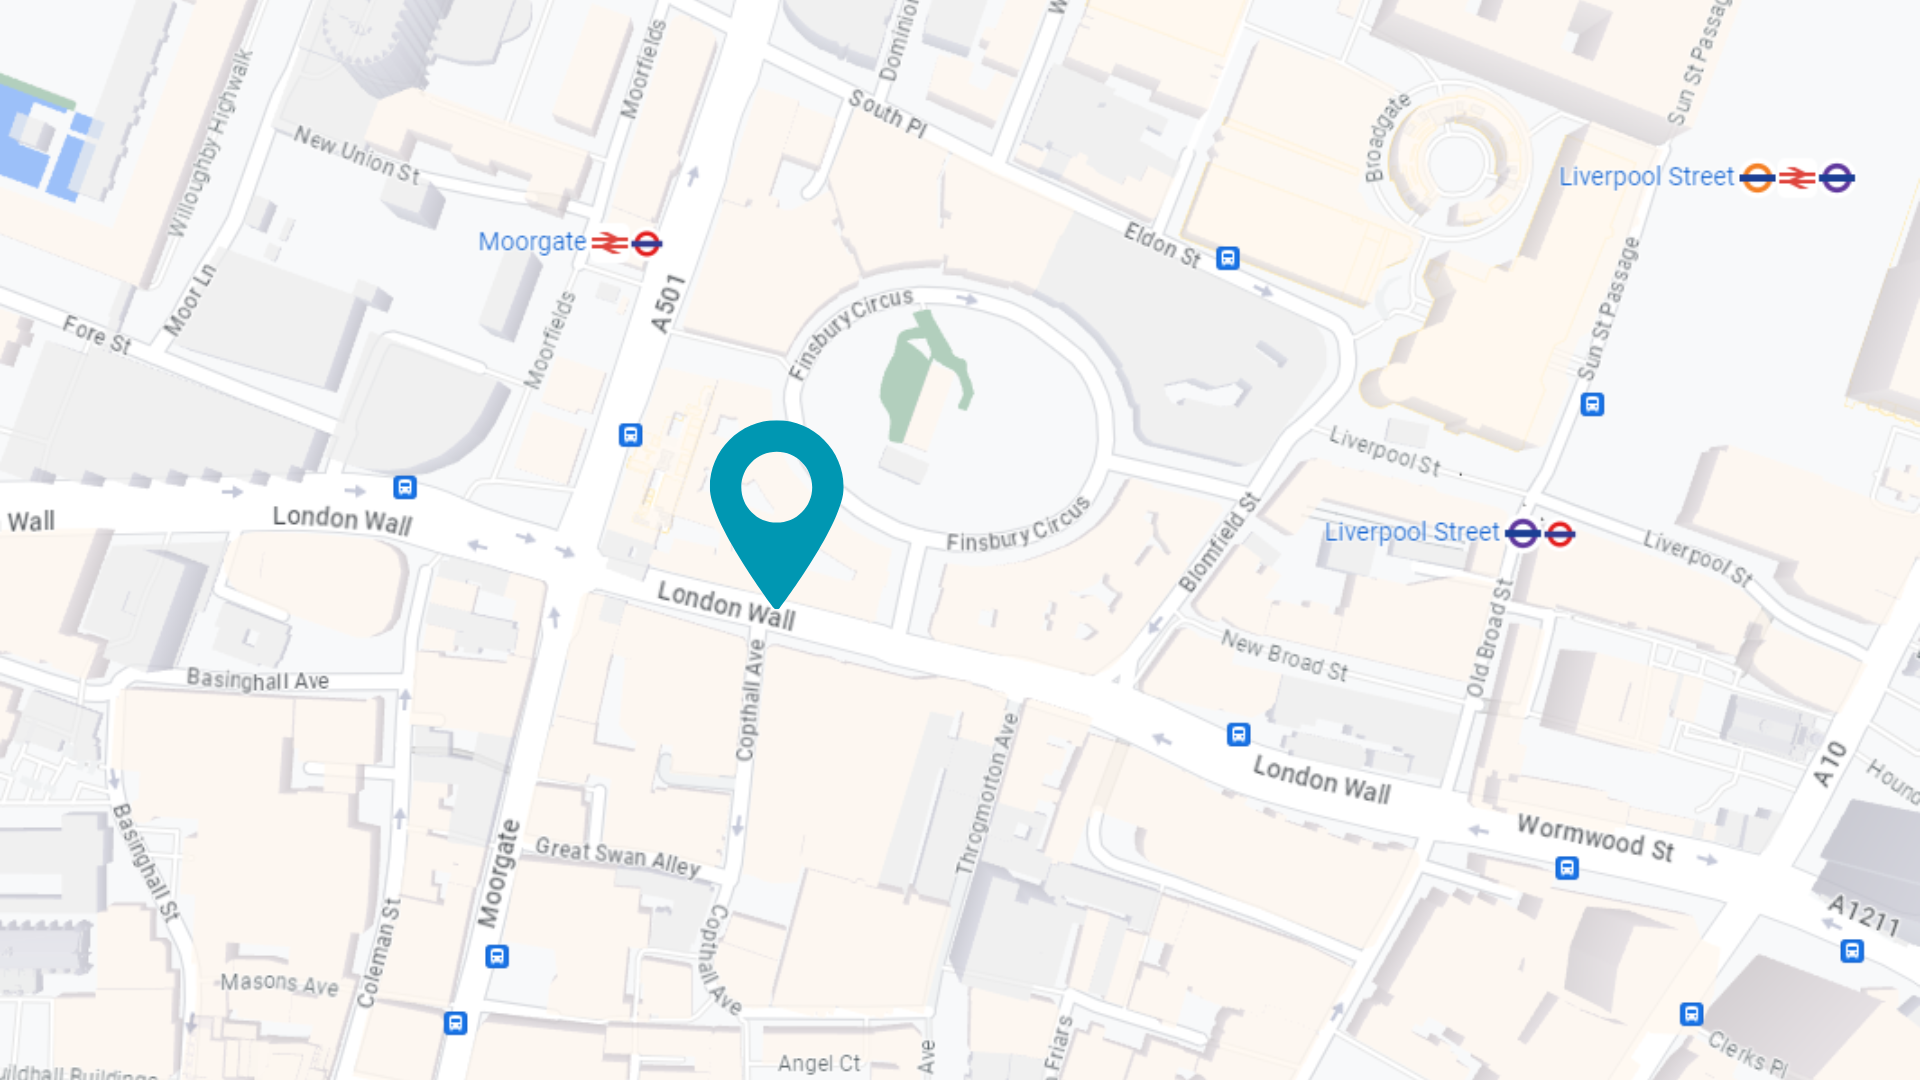 Moorfields
Dominion
Sun St Passage
South Pl
Willoughby Highwalk
New Union St
Broadgate
Liverpool Street
Moorgate
Eldon St
Moor Ln
A501
Finsbury Circus
Sun St Passage
Fore St
Moorfields
Liverpool St
Wall
London Wall
Finsbury Circus
Blomfield St
Liverpool Street
Liverpool St
London Wall
New Broad St
Old Broad St
Basinghall Ave
Copthall Ave
Throgmorton Ave
London Wall
A10
Wormwood St
Basinghall St
Moorgate
Great Swan Alley
A1211
Coleman St
Masons Ave
Copthall Ave
Clerks Pl
Angel Ct
Ave
Friars